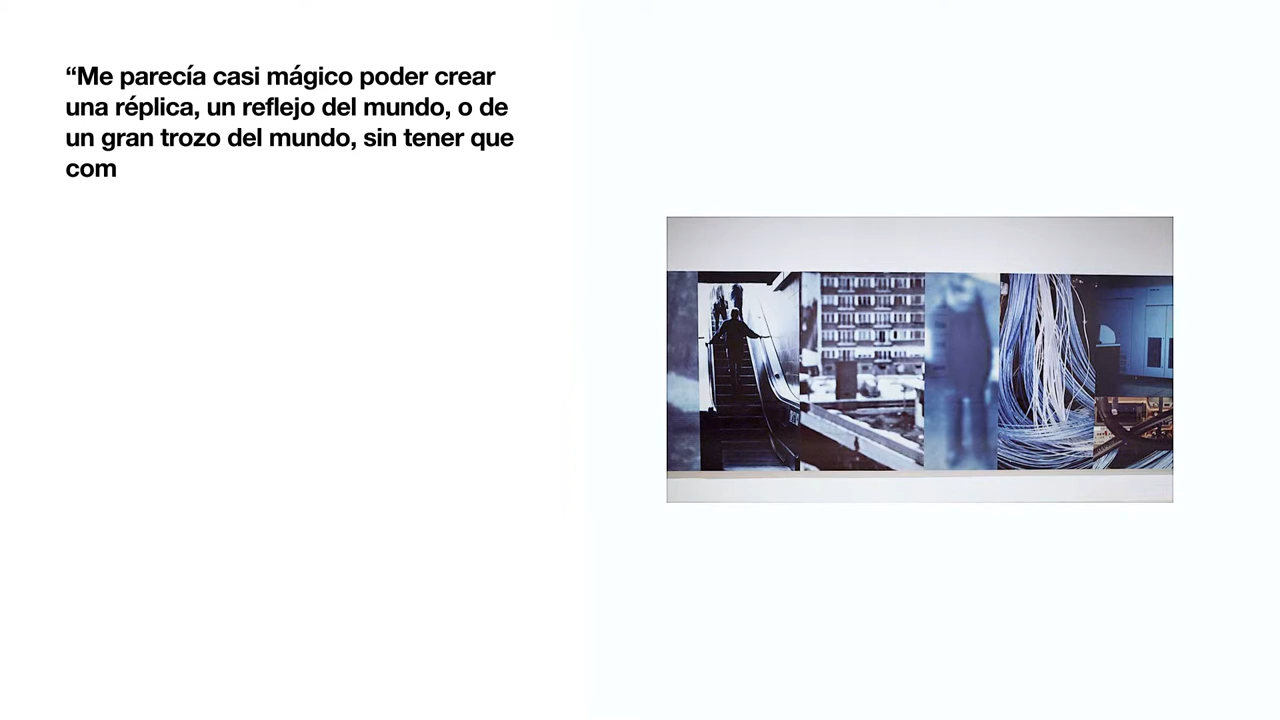 “Me parecía casi mágico poder crear
una réplica, un reflejo del mundo, o de
un gran trozo del mundo, sin tener que
com